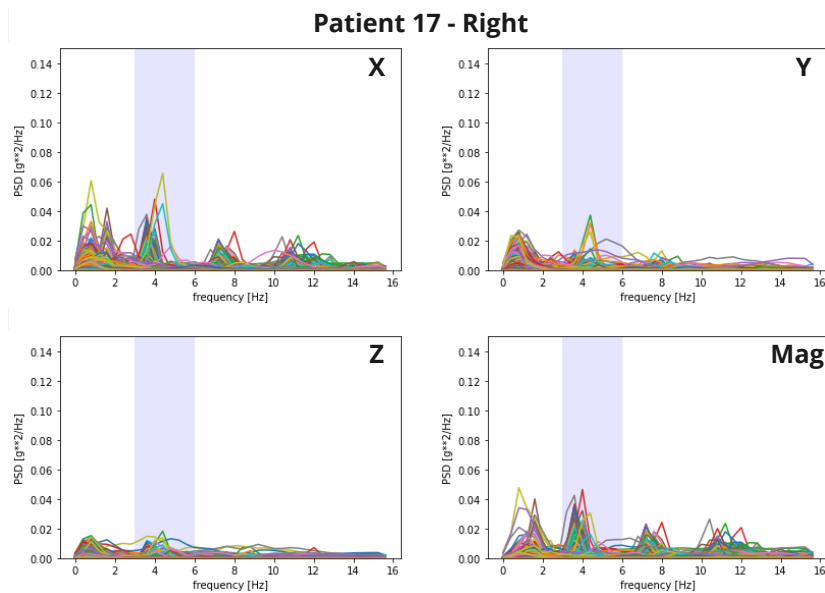 Patient 17 - Right
X
0.14
0.12
0.10
0.08
0.06
0.04
0.02
0.00
PSD [g**2/Hz]
0 2 4 6 8 10 12 14 16
frequency [Hz]
Y
0.14
0.12
0.10
0.08
0.06
0.04
0.02
0.00
PSD [g**2/Hz]
0 2 4 6 8 10 12 14 16
frequency [Hz]
Z
0.14
0.12
0.10
0.08
0.06
0.04
0.02
0.00
PSD [g**2/Hz]
0 2 4 6 8 10 12 14 16
frequency [Hz]
Mag
0.14
0.12
0.10
0.08
0.06
0.04
0.02
0.00
PSD [g**2/Hz]
0 2 4 6 8 10 12 14 16
frequency [Hz]